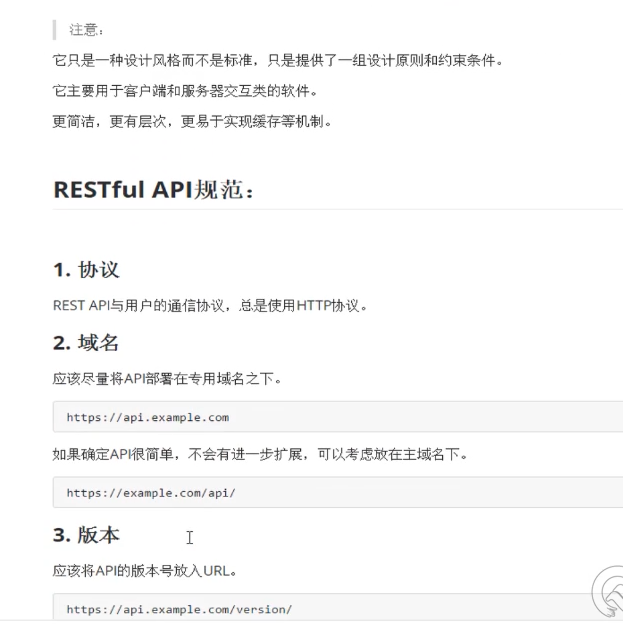 注意：
它只是一种设计风格而不是标准，只是提供了一组设计原则和约束条件。
它主要用于客户端和服务器交互类的软件。
更简洁，更有层次，更易于实现缓存等机制。
RESTful API规范：
1. 协议
REST API与用户的通信协议，总是使用HTTP协议。
2. 域名
应该尽量将API部署在专用域名之下。
https://api.example.com
如果确定API很简单，不会有进一步扩展，可以考虑放在主域名下。
https://example.com/api/
3. 版本
应该将API的版本号放入URL。
https://api.example.com/version/